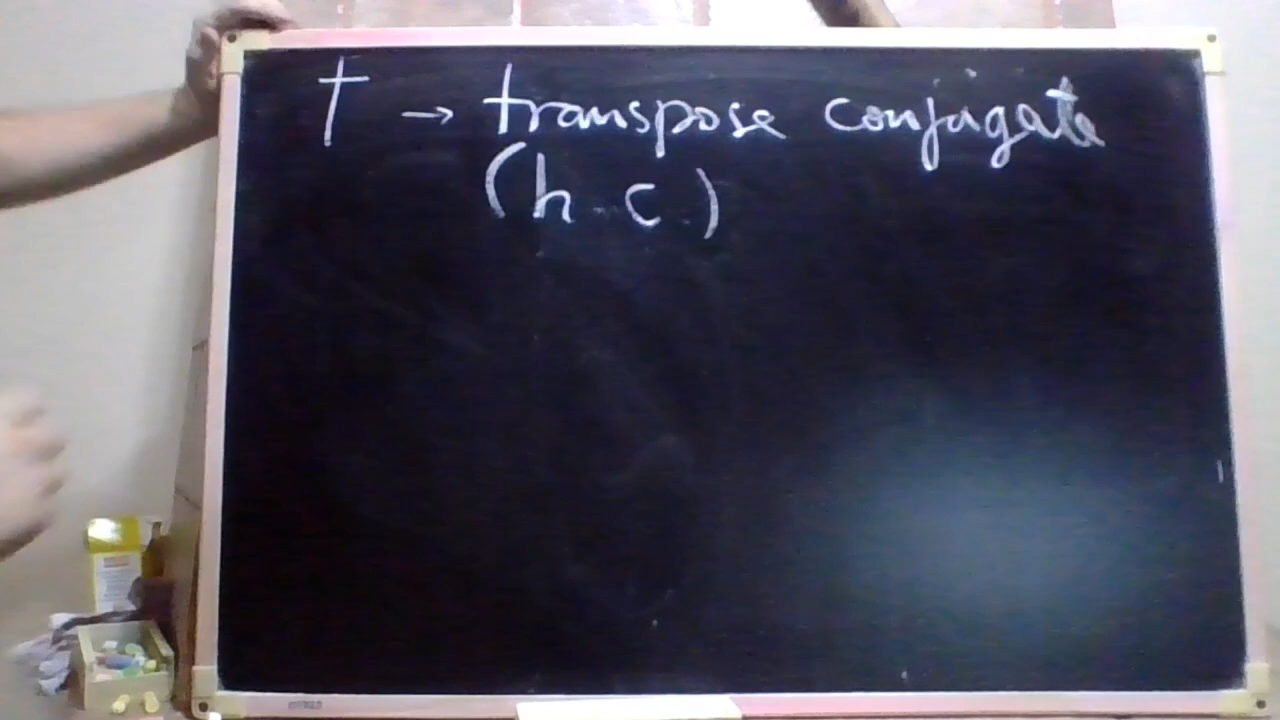 † → transpose conjugate
(h.c)